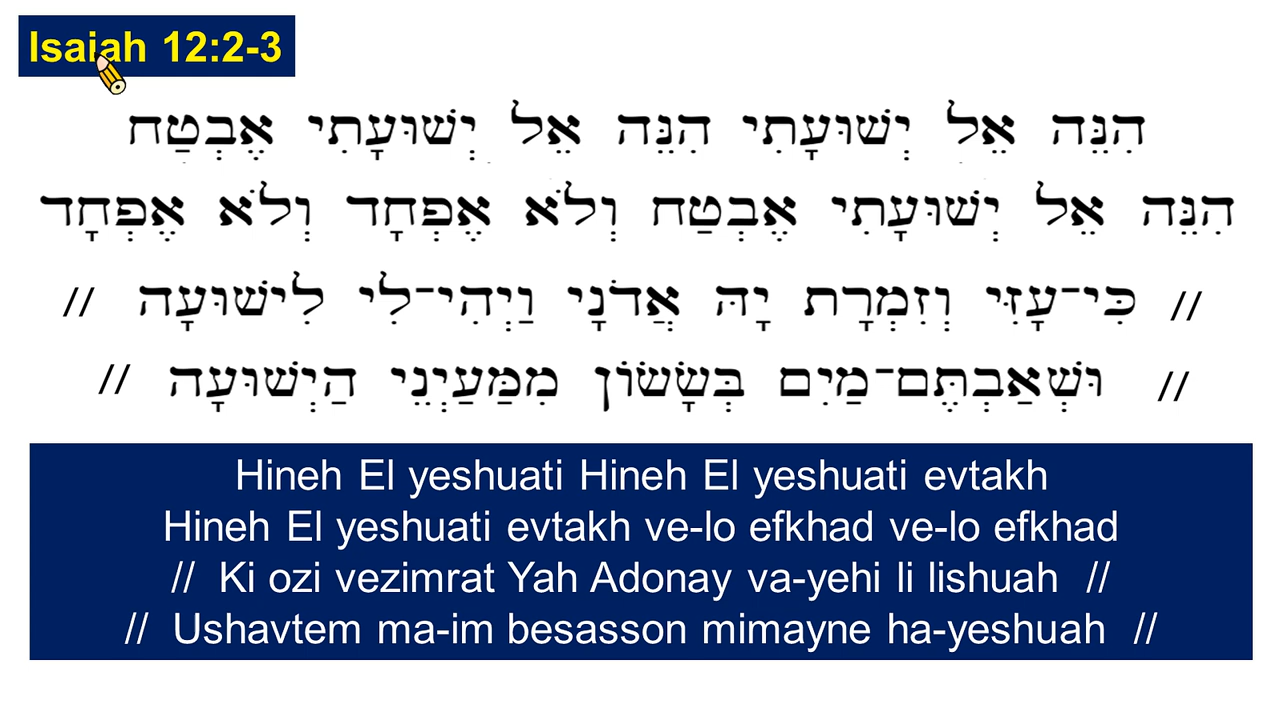 Isaiah 12:2-3
הִנֵּה אֵל יְשׁוּעָתִי הִנֵּה אֵל יְשׁוּעָתִי אֶבְטַח
הִנֵּה אֵל יְשׁוּעָתִי אֶבְטַח וְלֹא אֶפְחָד וְלֹא אֶפְחָד
// כִּי־עָזִּי וְזִמְרָת יָהּ אֲדֹנָי וַיְהִי־לִי לִישׁוּעָה //
// וּשְׁאַבְתֶּם־מַיִם בְּשָׂשׂוֹן מִמַּעַיְנֵי הַיְשׁוּעָה //
Hineh El yeshuati Hineh El yeshuati evtakh
Hineh El yeshuati evtakh ve-lo efkhad ve-lo efkhad
// Ki ozi vezimrat Yah Adonay va-yehi li lishuah //
// Ushavtem ma-im besasson mimayne ha-yeshuah //